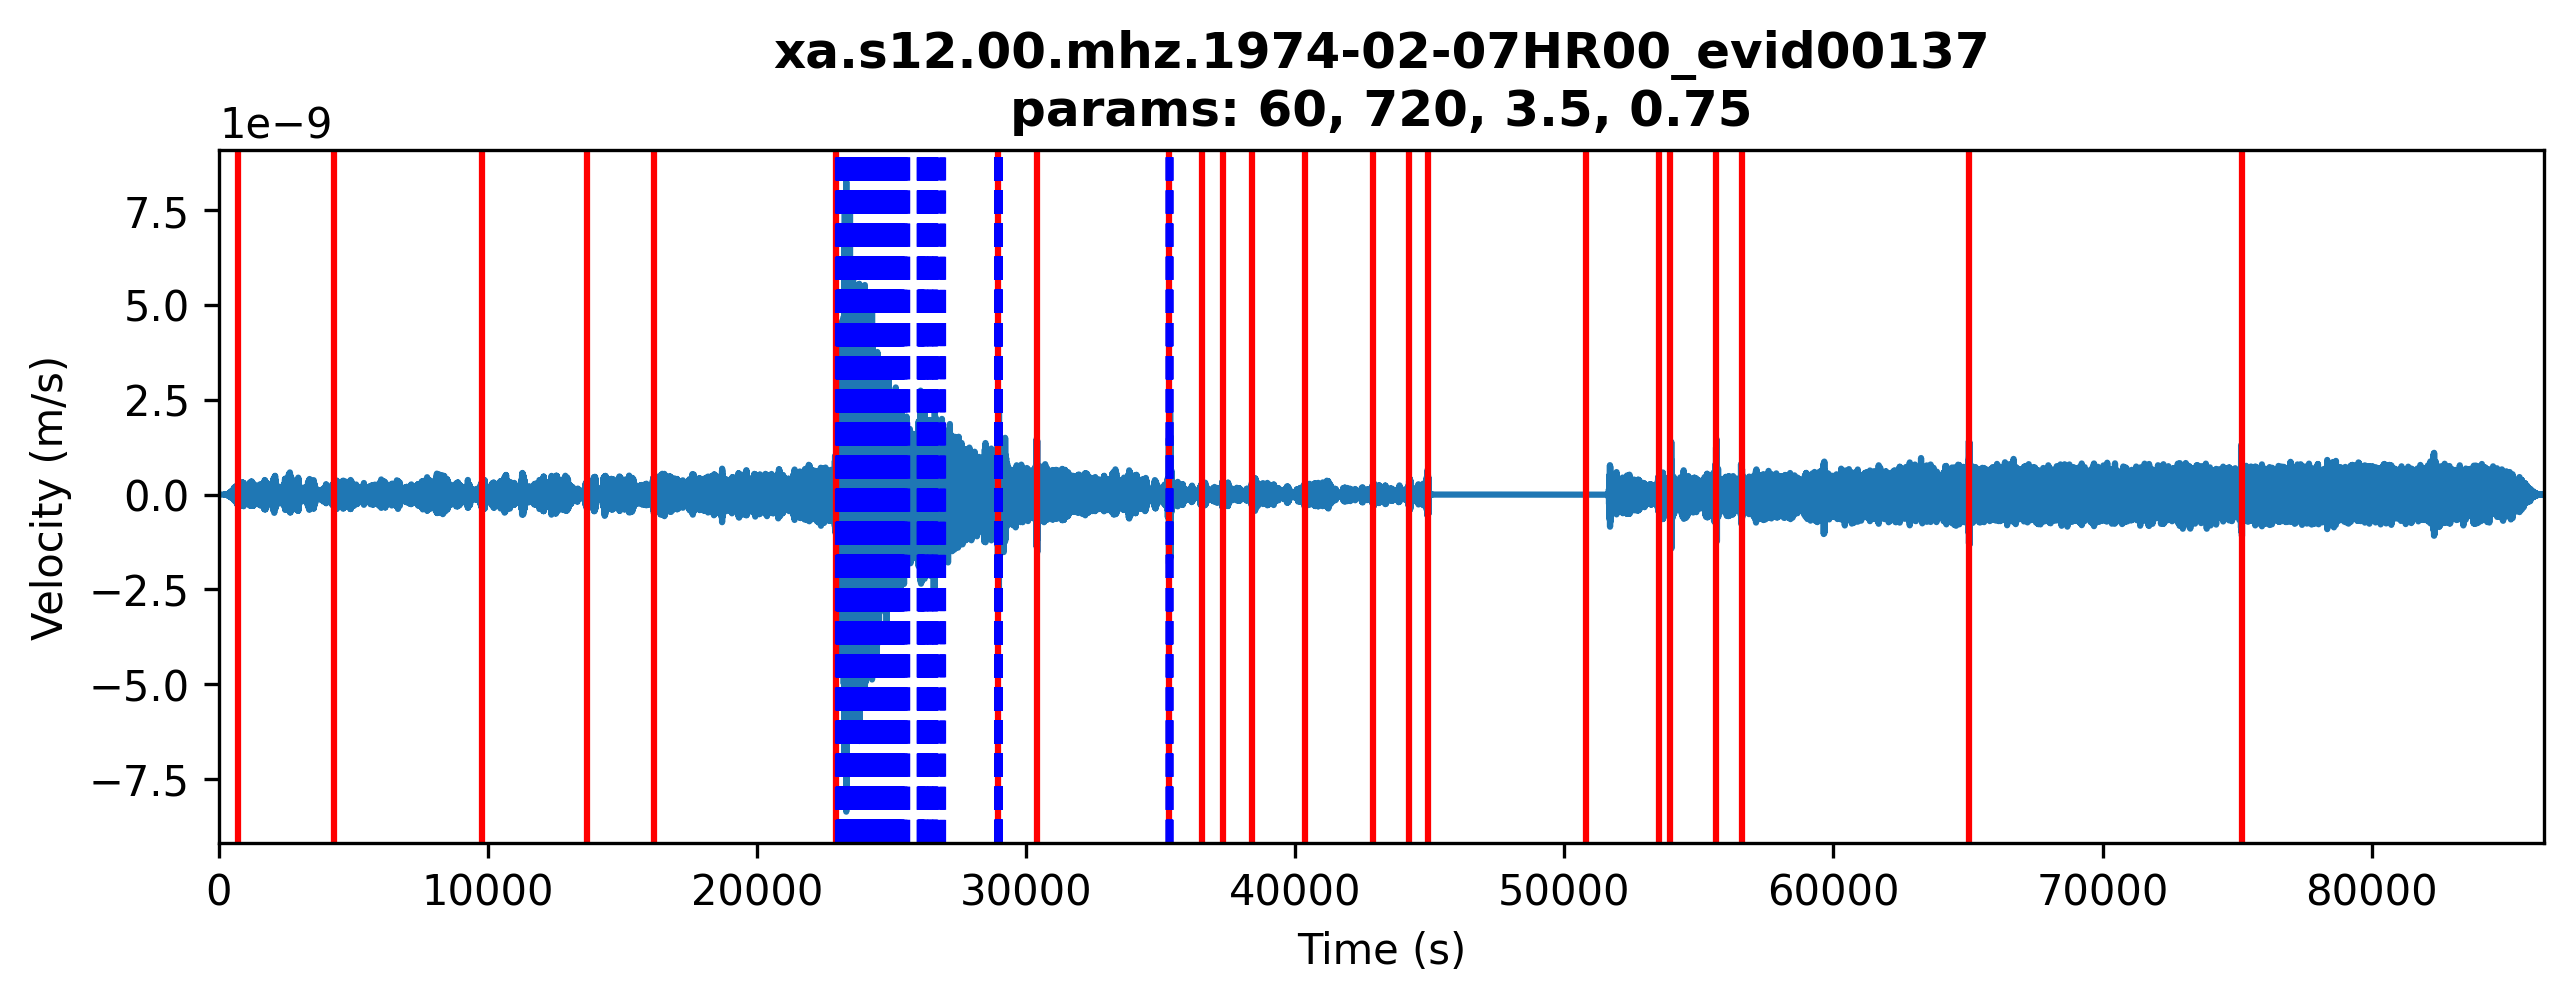 xa.s12.00.mhz.1974-02-07HR00_evid00137
params: 60, 720, 3.5, 0.75
1e−9
7.5
5.0
2.5
0.0
−2.5
−5.0
−7.5
Velocity (m/s)
0 10000 20000 30000 40000 50000 60000 70000 80000
Time (s)